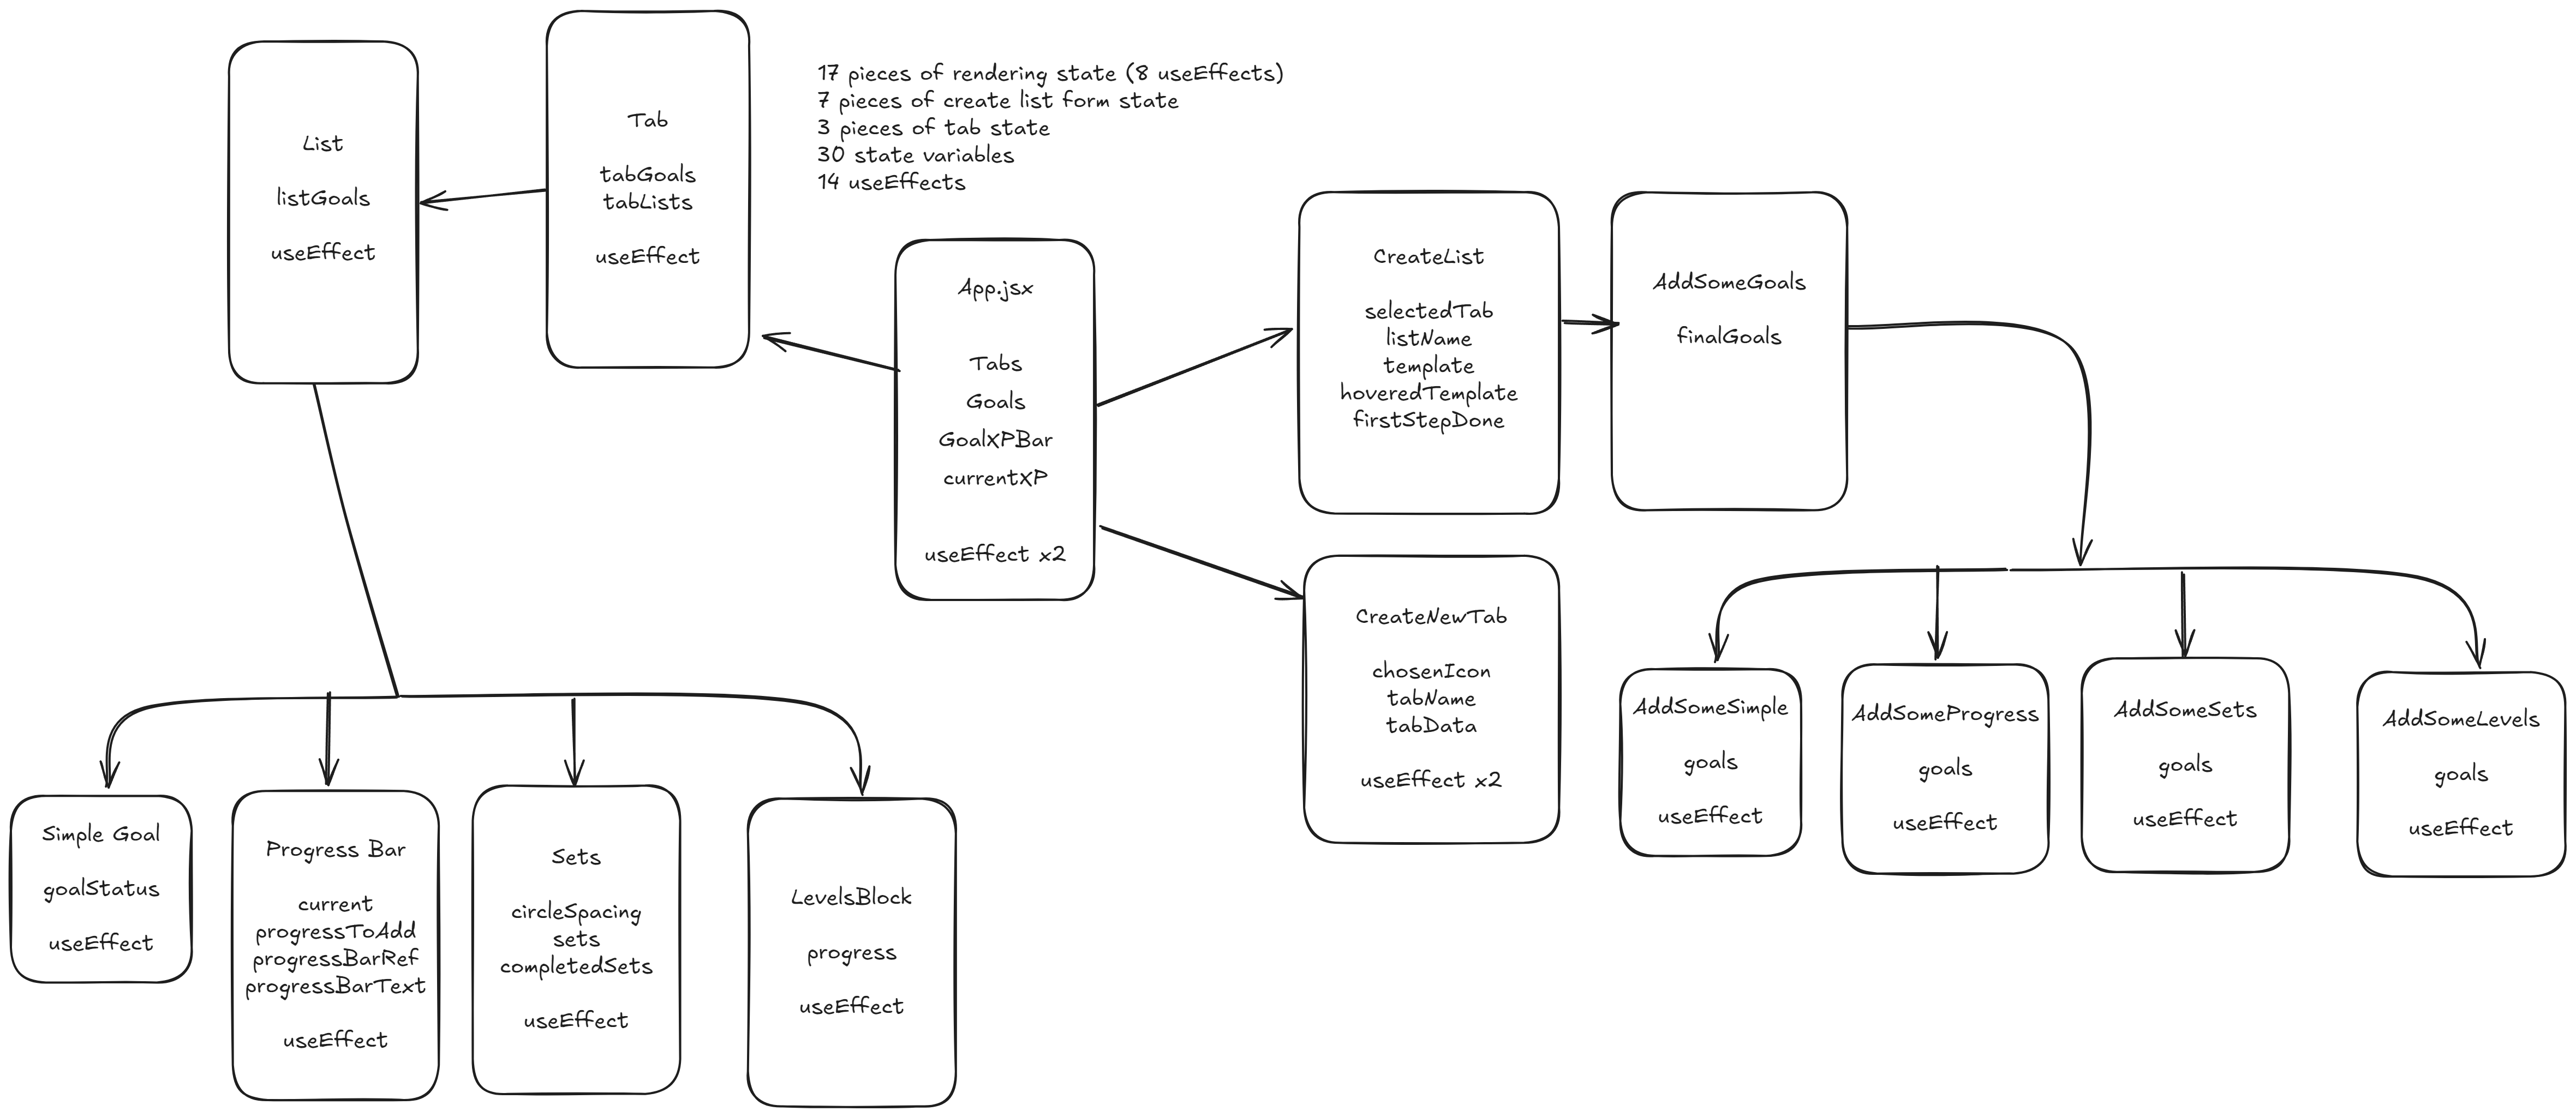 List
listGoals
useEffect
Tab
tabGoals
tabLists
useEffect
17 pieces of rendering state (8 useEffects)
7 pieces of create list form state
3 pieces of tab state
30 state variables
14 useEffects
App.jsx
Tabs
Goals
GoalXPBar
currentXP
useEffect x2
CreateList
selectedTab
listName
template
hoveredTemplate
firstStepDone
AddSomeGoals
finalGoals
CreateNewTab
chosenIcon
tabName
tabData
useEffect x2
AddSomeSimple
goals
useEffect
AddSomeProgress
goals
useEffect
AddSomeSets
goals
useEffect
AddSomeLevels
goals
useEffect
Simple Goal
goalStatus
useEffect
Progress Bar
current
progressToAdd
progressBarRef
progressBarText
useEffect
Sets
circleSpacing
sets
completedSets
useEffect
LevelsBlock
progress
useEffect